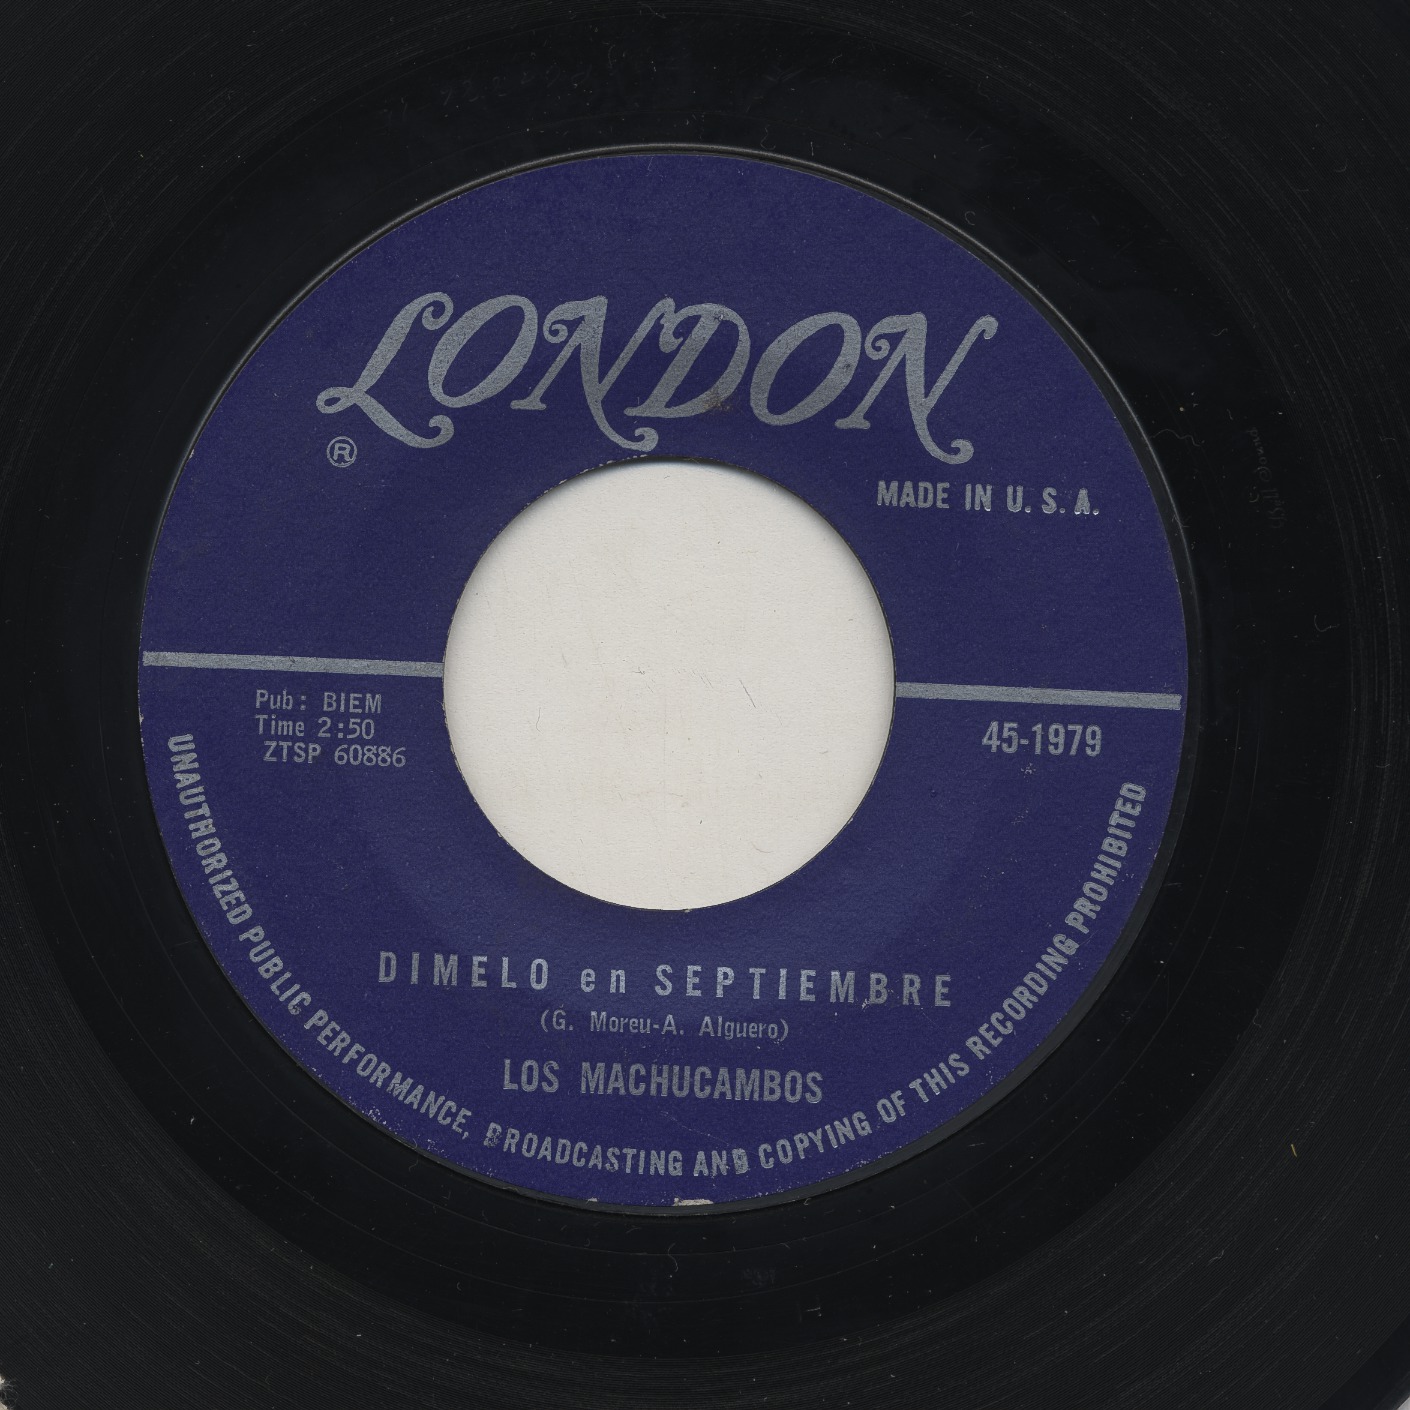 LONDON
®
MADE IN U.S.A.
Pub: BIEM
Time 2:50
ZTSP 60886
45-1979
DIMELO en SEPTIEMBRE
(G. Moreu-A. Alguero)
LOS MACHUCAMBOS
UNAUTHORIZED PUBLIC PERFORMANCE, BROADCASTING AND COPYING OF THIS RECORDING PROHIBITED